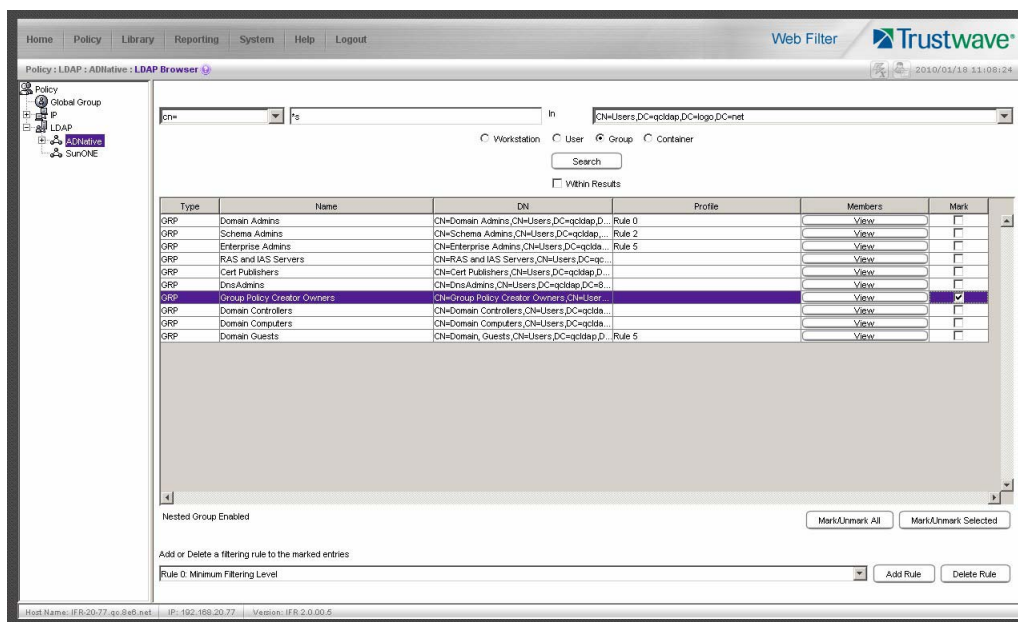 Home Policy Library Reporting System Help Logout
Web Filter Trustwave®
Policy : LDAP : ADNative : LDAP Browser
2010/01/18 11:08:24
Policy
Global Group
IP
LDAP
ADNative
SunONE
cn= *s In CN=Users,DC=qcldap,DC=logo,DC=net
Workstation User Group Container
Search
Within Results
Type Name DN Profile Members Mark
GRP Domain Admins CN=Domain Admins,CN=Users,DC=qcldap,D... Rule 0 View
GRP Schema Admins CN=Schema Admins,CN=Users,DC=qcldap,... Rule 2 View
GRP Enterprise Admins CN=Enterprise Admins,CN=Users,DC=qclda... Rule 5 View
GRP RAS and IAS Servers CN=RAS and IAS Servers,CN=Users,DC=qc... View
GRP Cert Publishers CN=Cert Publishers,CN=Users,DC=qcldap,D... View
GRP DnsAdmins CN=DnsAdmins,CN=Users,DC=qcldap,DC=8... View
GRP Group Policy Creator Owners CN=Group Policy Creator Owners,CN=User... View
GRP Domain Controllers CN=Domain Controllers,CN=Users,DC=qclda... View
GRP Domain Computers CN=Domain Computers,CN=Users,DC=qclda... View
GRP Domain Guests CN=Domain, Guests,CN=Users,DC=qcldap,D... Rule 5 View
Nested Group Enabled
Mark/Unmark All Mark/Unmark Selected
Add or Delete a filtering rule to the marked entries
Rule 0: Minimum Filtering Level Add Rule Delete Rule
Host Name: IFR-20-77.qc.8e6.net IP: 192.168.20.77 Version: IFR 2.0.00.5